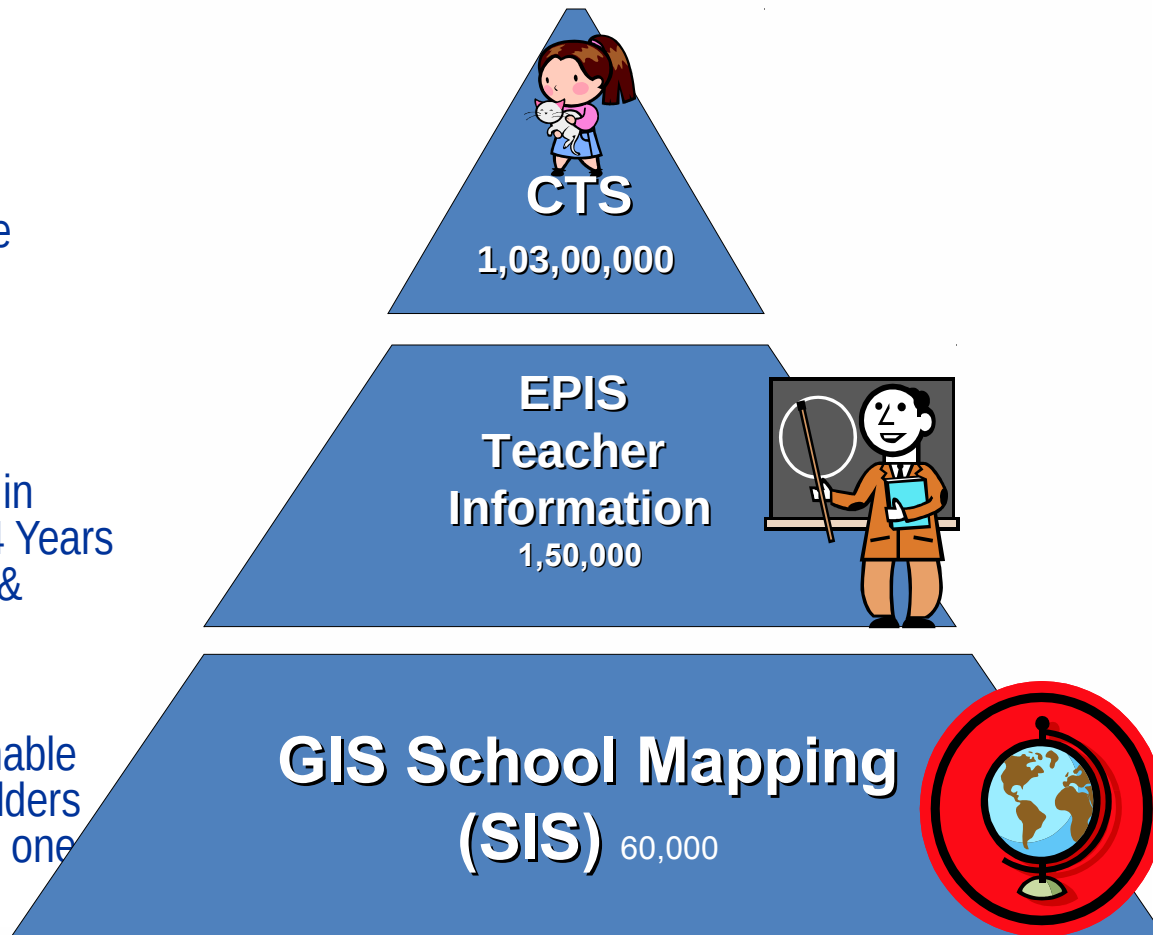 CTS
1,03,00,000
e
EPIS
Teacher
Information
1,50,000
in
4 Years
&
GIS School Mapping
(SIS) 60,000
able
lders
one